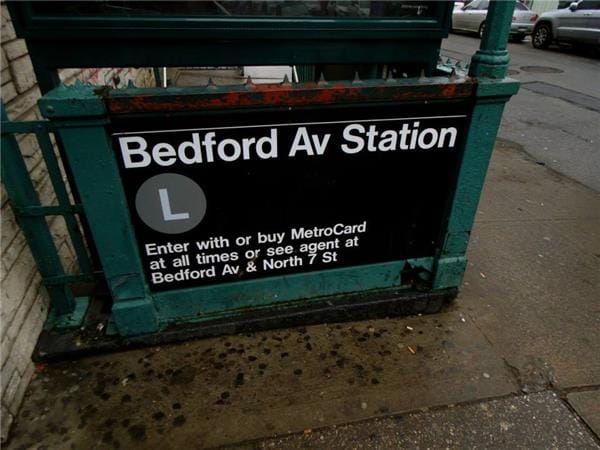 Bedford Av Station
L
Enter with or buy MetroCard
at all times or see agent at
Bedford Av & North 7 St